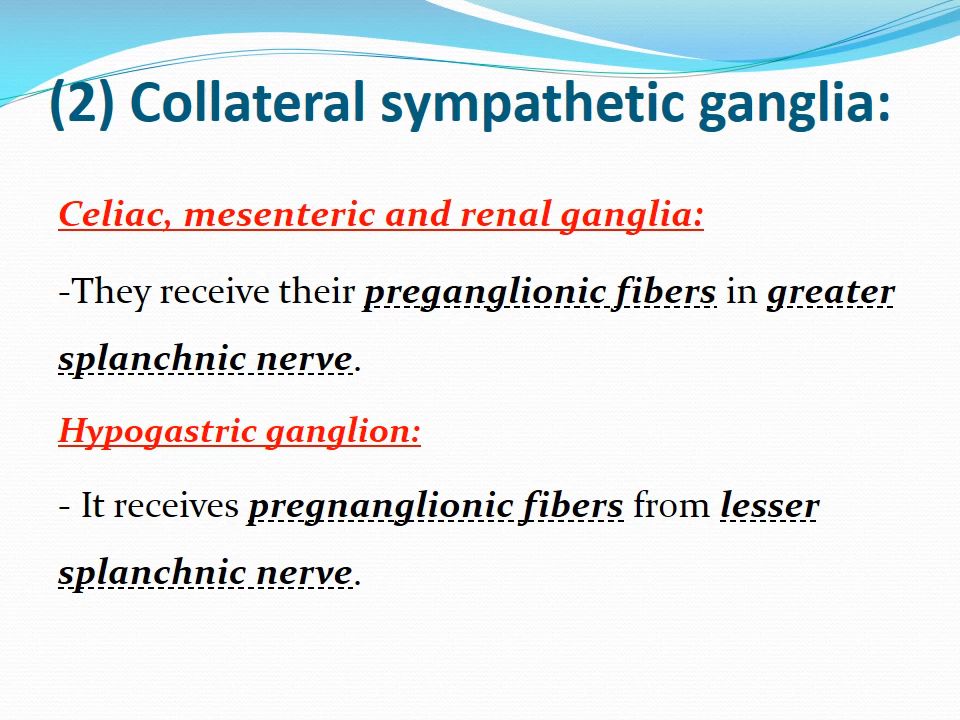 (2) Collateral sympathetic ganglia:
Celiac, mesenteric and renal ganglia:
-They receive their preganglionic fibers in greater
splanchnic nerve.
Hypogastric ganglion:
- It receives pregnanglionic fibers from lesser
splanchnic nerve.